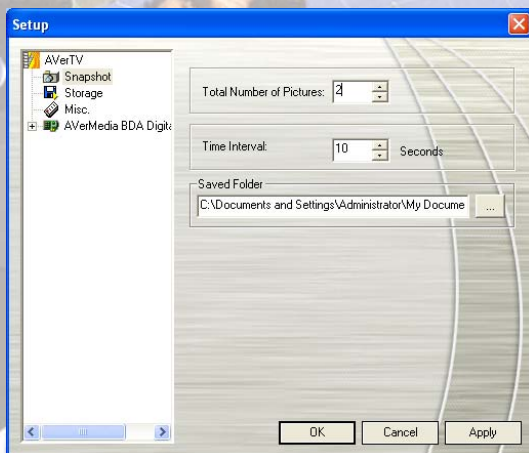 Setup
AVerTV
Snapshot
Storage
Misc.
AVerMedia BDA Digita
Total Number of Pictures: 2
Time Interval: 10 Seconds
Saved Folder
C:\Documents and Settings\Administrator\My Docume ...
OK Cancel Apply